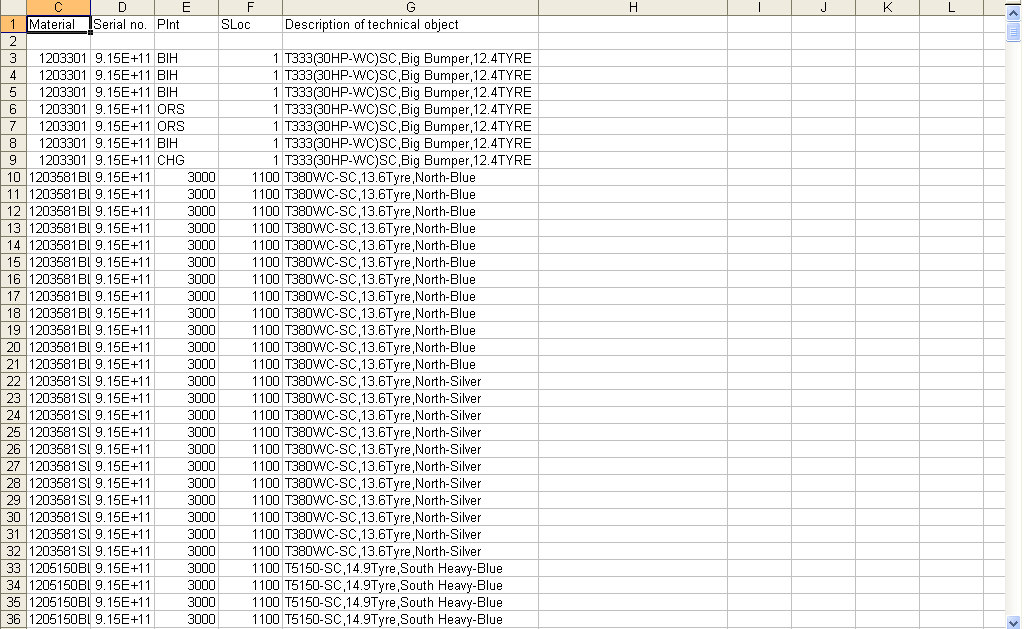 C D E F G H I J K L
1 Material Serial no. Plnt SLoc Description of technical object
2
3 1203301 9.15E+11 BIH 1 T333(30HP-WC)SC,Big Bumper,12.4TYRE
4 1203301 9.15E+11 BIH 1 T333(30HP-WC)SC,Big Bumper,12.4TYRE
5 1203301 9.15E+11 BIH 1 T333(30HP-WC)SC,Big Bumper,12.4TYRE
6 1203301 9.15E+11 ORS 1 T333(30HP-WC)SC,Big Bumper,12.4TYRE
7 1203301 9.15E+11 ORS 1 T333(30HP-WC)SC,Big Bumper,12.4TYRE
8 1203301 9.15E+11 BIH 1 T333(30HP-WC)SC,Big Bumper,12.4TYRE
9 1203301 9.15E+11 CHG 1 T333(30HP-WC)SC,Big Bumper,12.4TYRE
10 1203581BL 9.15E+11 3000 1100 T380WC-SC,13.6Tyre,North-Blue
11 1203581BL 9.15E+11 3000 1100 T380WC-SC,13.6Tyre,North-Blue
12 1203581BL 9.15E+11 3000 1100 T380WC-SC,13.6Tyre,North-Blue
13 1203581BL 9.15E+11 3000 1100 T380WC-SC,13.6Tyre,North-Blue
14 1203581BL 9.15E+11 3000 1100 T380WC-SC,13.6Tyre,North-Blue
15 1203581BL 9.15E+11 3000 1100 T380WC-SC,13.6Tyre,North-Blue
16 1203581BL 9.15E+11 3000 1100 T380WC-SC,13.6Tyre,North-Blue
17 1203581BL 9.15E+11 3000 1100 T380WC-SC,13.6Tyre,North-Blue
18 1203581BL 9.15E+11 3000 1100 T380WC-SC,13.6Tyre,North-Blue
19 1203581BL 9.15E+11 3000 1100 T380WC-SC,13.6Tyre,North-Blue
20 1203581BL 9.15E+11 3000 1100 T380WC-SC,13.6Tyre,North-Blue
21 1203581BL 9.15E+11 3000 1100 T380WC-SC,13.6Tyre,North-Blue
22 1203581SL 9.15E+11 3000 1100 T380WC-SC,13.6Tyre,North-Silver
23 1203581SL 9.15E+11 3000 1100 T380WC-SC,13.6Tyre,North-Silver
24 1203581SL 9.15E+11 3000 1100 T380WC-SC,13.6Tyre,North-Silver
25 1203581SL 9.15E+11 3000 1100 T380WC-SC,13.6Tyre,North-Silver
26 1203581SL 9.15E+11 3000 1100 T380WC-SC,13.6Tyre,North-Silver
27 1203581SL 9.15E+11 3000 1100 T380WC-SC,13.6Tyre,North-Silver
28 1203581SL 9.15E+11 3000 1100 T380WC-SC,13.6Tyre,North-Silver
29 1203581SL 9.15E+11 3000 1100 T380WC-SC,13.6Tyre,North-Silver
30 1203581SL 9.15E+11 3000 1100 T380WC-SC,13.6Tyre,North-Silver
31 1203581SL 9.15E+11 3000 1100 T380WC-SC,13.6Tyre,North-Silver
32 1203581SL 9.15E+11 3000 1100 T380WC-SC,13.6Tyre,North-Silver
33 1205150BL 9.15E+11 3000 1100 T5150-SC,14.9Tyre,South Heavy-Blue
34 1205150BL 9.15E+11 3000 1100 T5150-SC,14.9Tyre,South Heavy-Blue
35 1205150BL 9.15E+11 3000 1100 T5150-SC,14.9Tyre,South Heavy-Blue
36 1205150BL 9.15E+11 3000 1100 T5150-SC,14.9Tyre,South Heavy-Blue